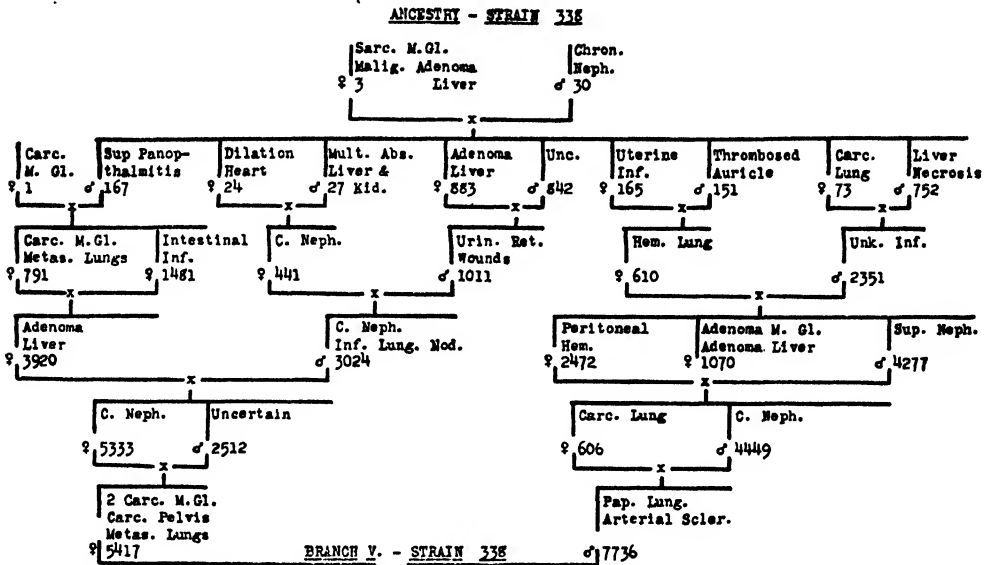 ANCESTRY - STRAIN 338
Sarc. M.Gl. Chron.
Malig. Adenoma Neph.
♀ 3 Liver ♂ 30
x
Carc. Sup Panop- Dilation Mult. Abs. Adenoma Unc. Uterine Thrombosed Carc. Liver
M. Gl. thalmitis Heart Liver & Liver Inf. Auricle Lung Necrosis
♀ 1 ♂ 167 ♀ 24 ♂ 27 Kid. ♀ 883 ♂ 842 ♀ 165 ♂ 151 ♀ 73 ♂ 752
x x x x x
Carc. M.Gl. Intestinal C. Neph. Urin. Ret. Hem. Lung Unk. Inf.
Metas. Lungs Inf. Wounds
♀ 791 ♀ 1481 ♀ 441 ♂ 1011 ♀ 610 ♂ 2351
x x x
Adenoma C. Neph. Peritoneal Adenoma M. Gl. Sup. Neph.
Liver Inf. Lung. Nod. Hem. Adenoma Liver
♀ 3920 ♂ 3024 ♀ 2472 ♀ 1070 ♂ 4277
x x
C. Neph. Uncertain Carc. Lung C. Neph.
♀ 5333 ♂ 2512 ♀ 606 ♂ 4449
x x
2 Carc. M.Gl. Pap. Lung.
Carc. Pelvis Arterial Scler.
Metas. Lungs
♀ 5417 BRANCH V. - STRAIN 338 ♂ 7736